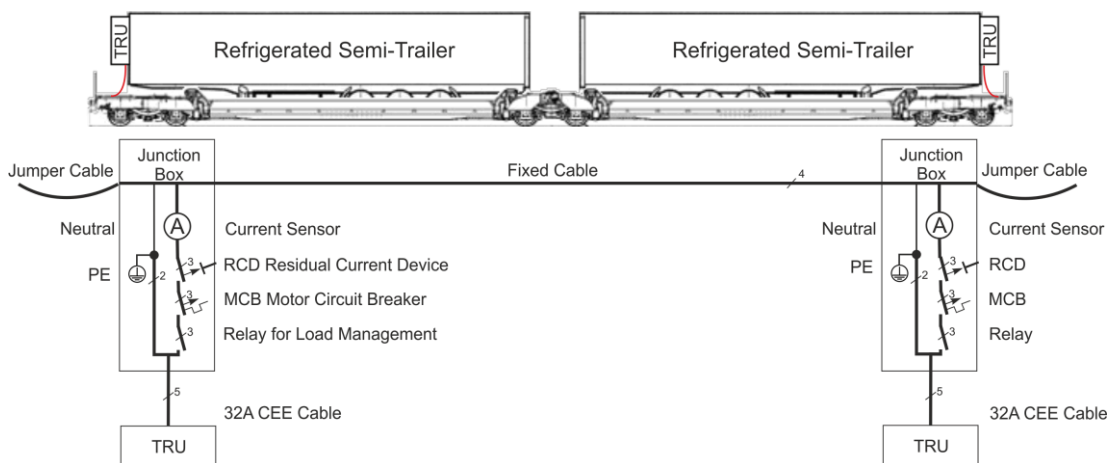 TRU
Refrigerated Semi-Trailer
Refrigerated Semi-Trailer
TRU
Jumper Cable
Junction
Box
Fixed Cable
4
Junction
Box
Jumper Cable
Neutral
A
Current Sensor
Neutral
A
Current Sensor
PE
2
3
RCD Residual Current Device
PE
2
3
RCD
3
MCB Motor Circuit Breaker
3
MCB
3
Relay for Load Management
3
Relay
5
32A CEE Cable
5
32A CEE Cable
TRU
TRU